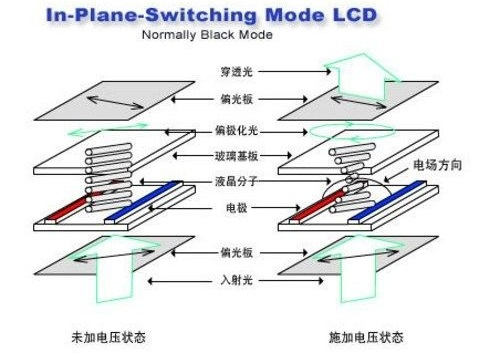 In-Plane-Switching Mode LCD
Normally Black Mode
穿透光
偏光板
偏极化光
玻璃基板
电场方向
液晶分子
电极
偏光板
入射光
未加电压状态
施加电压状态